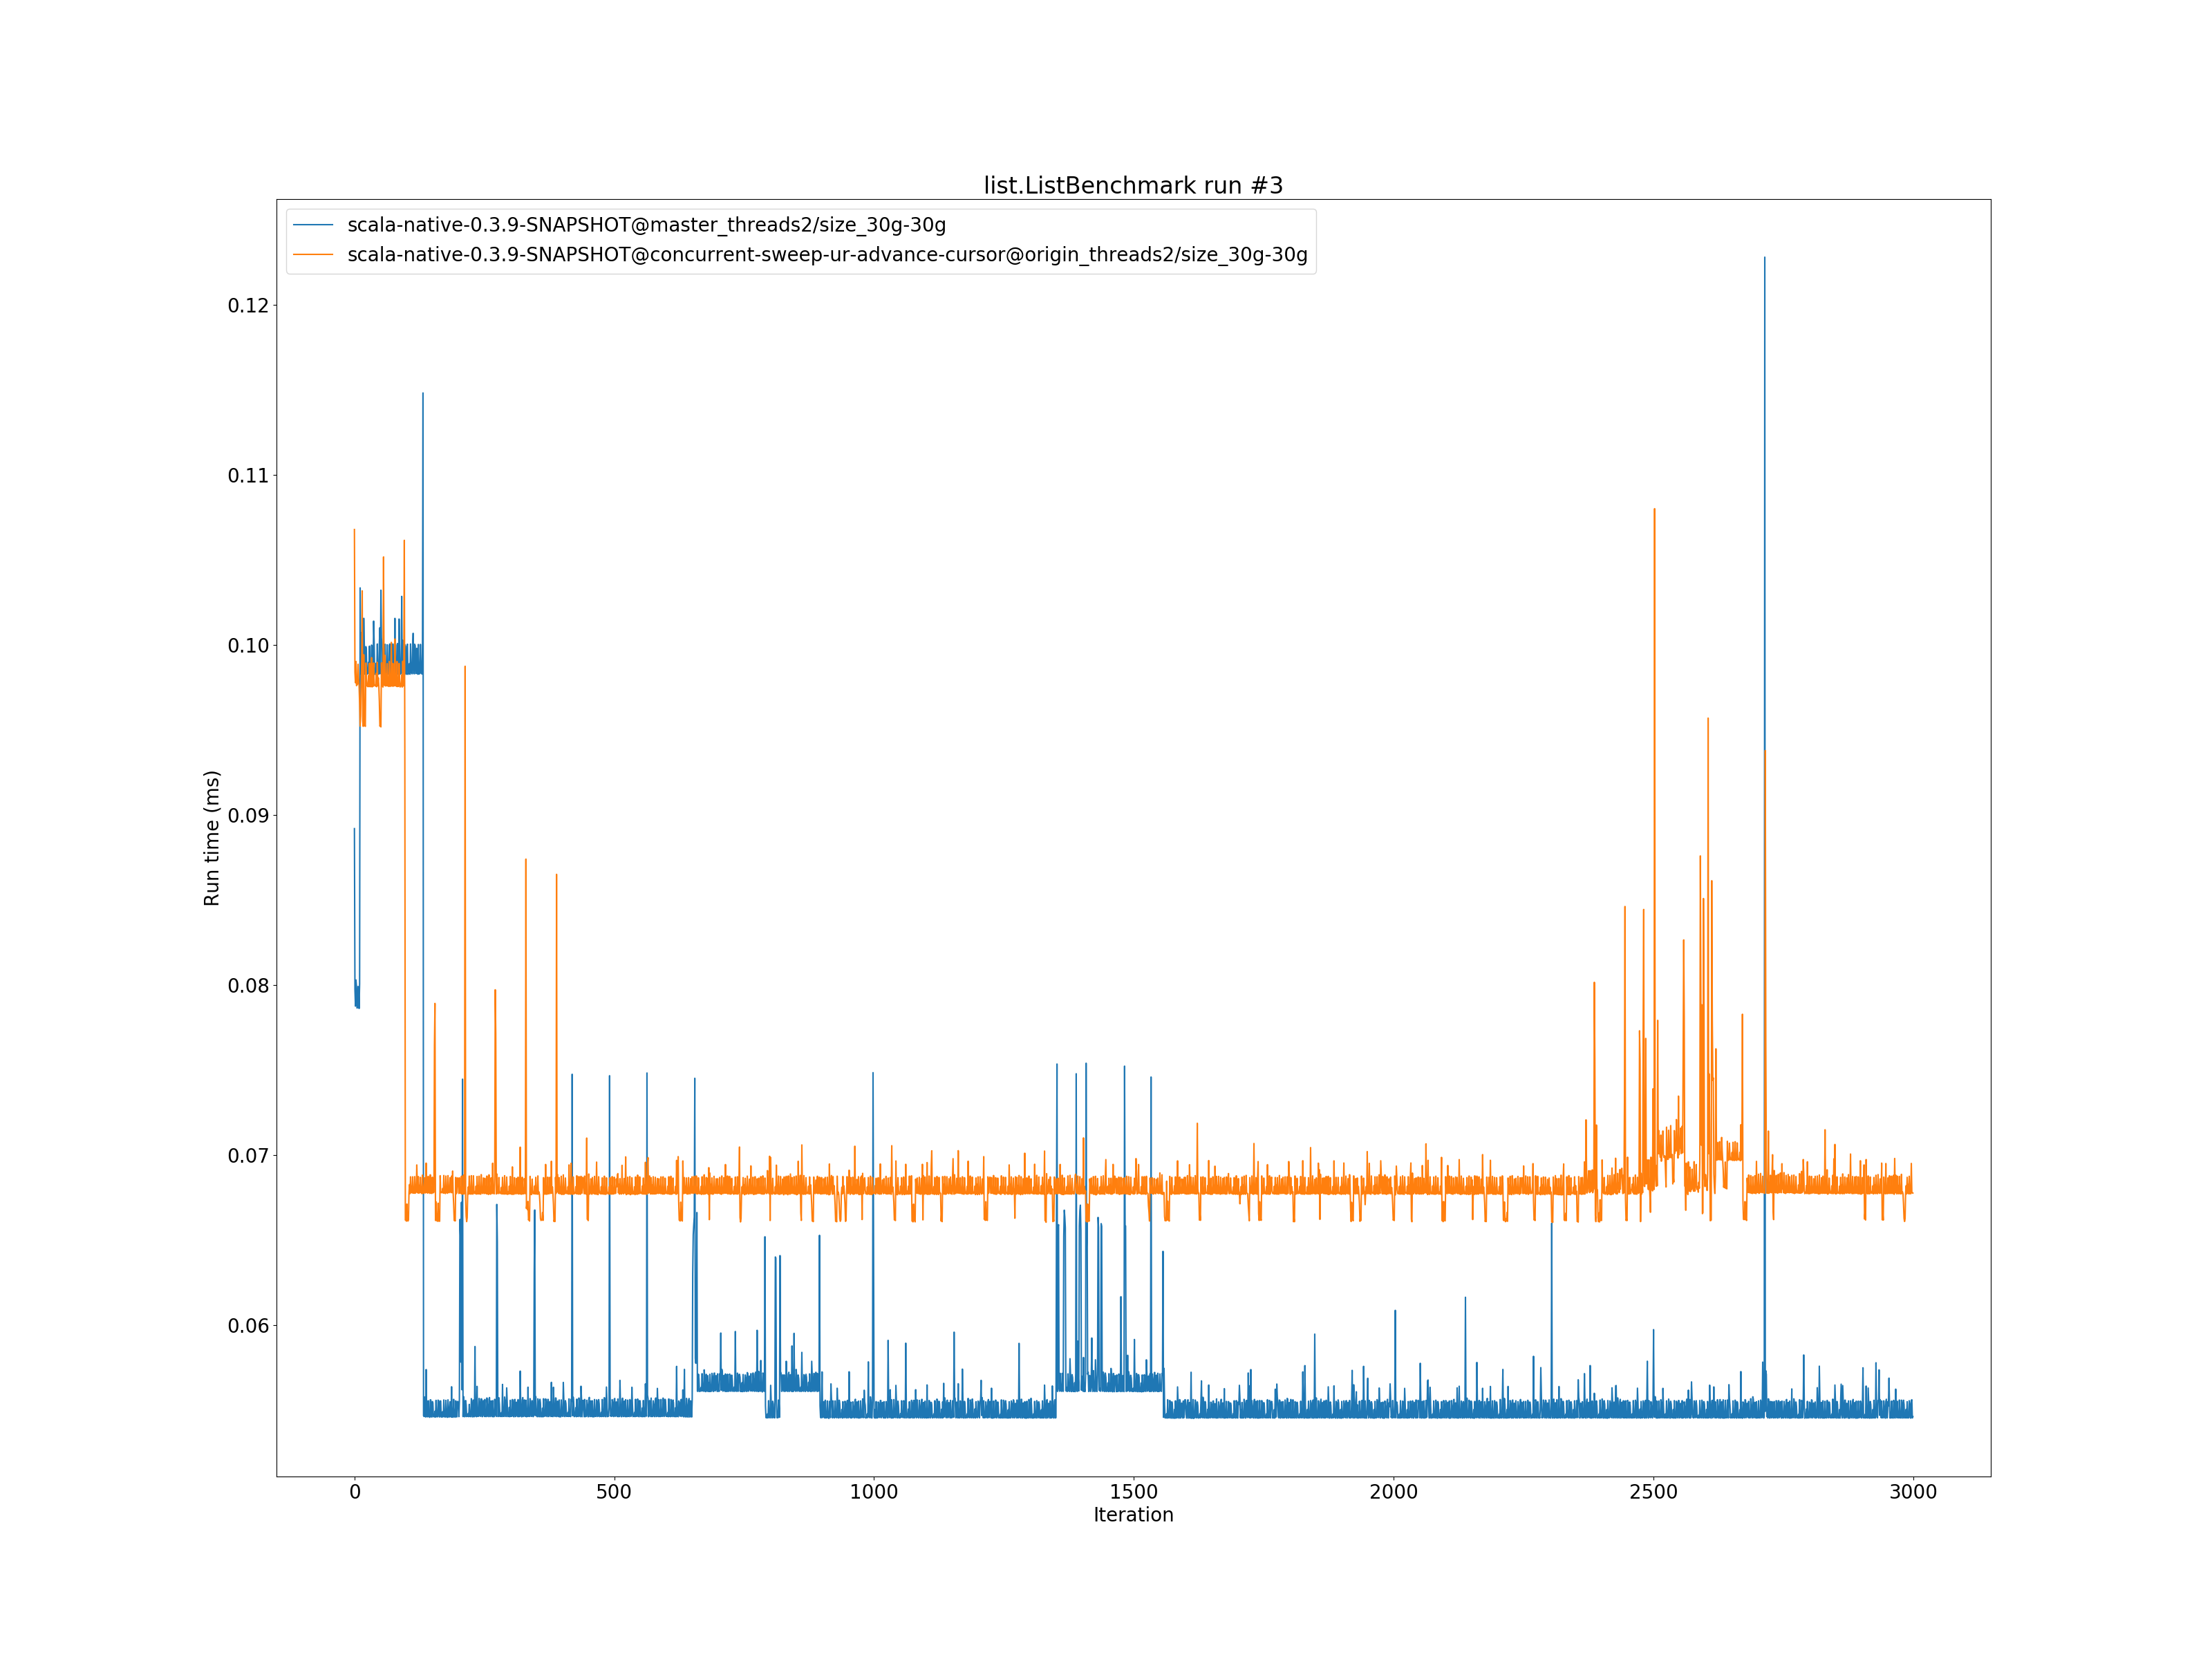 list.ListBenchmark run #3
scala-native-0.3.9-SNAPSHOT@master_threads2/size_30g-30g
scala-native-0.3.9-SNAPSHOT@concurrent-sweep-ur-advance-cursor@origin_threads2/size_30g-30g
0.12
0.11
0.10
0.09
0.08
0.07
0.06
Run time (ms)
0 500 1000 1500 2000 2500 3000
Iteration